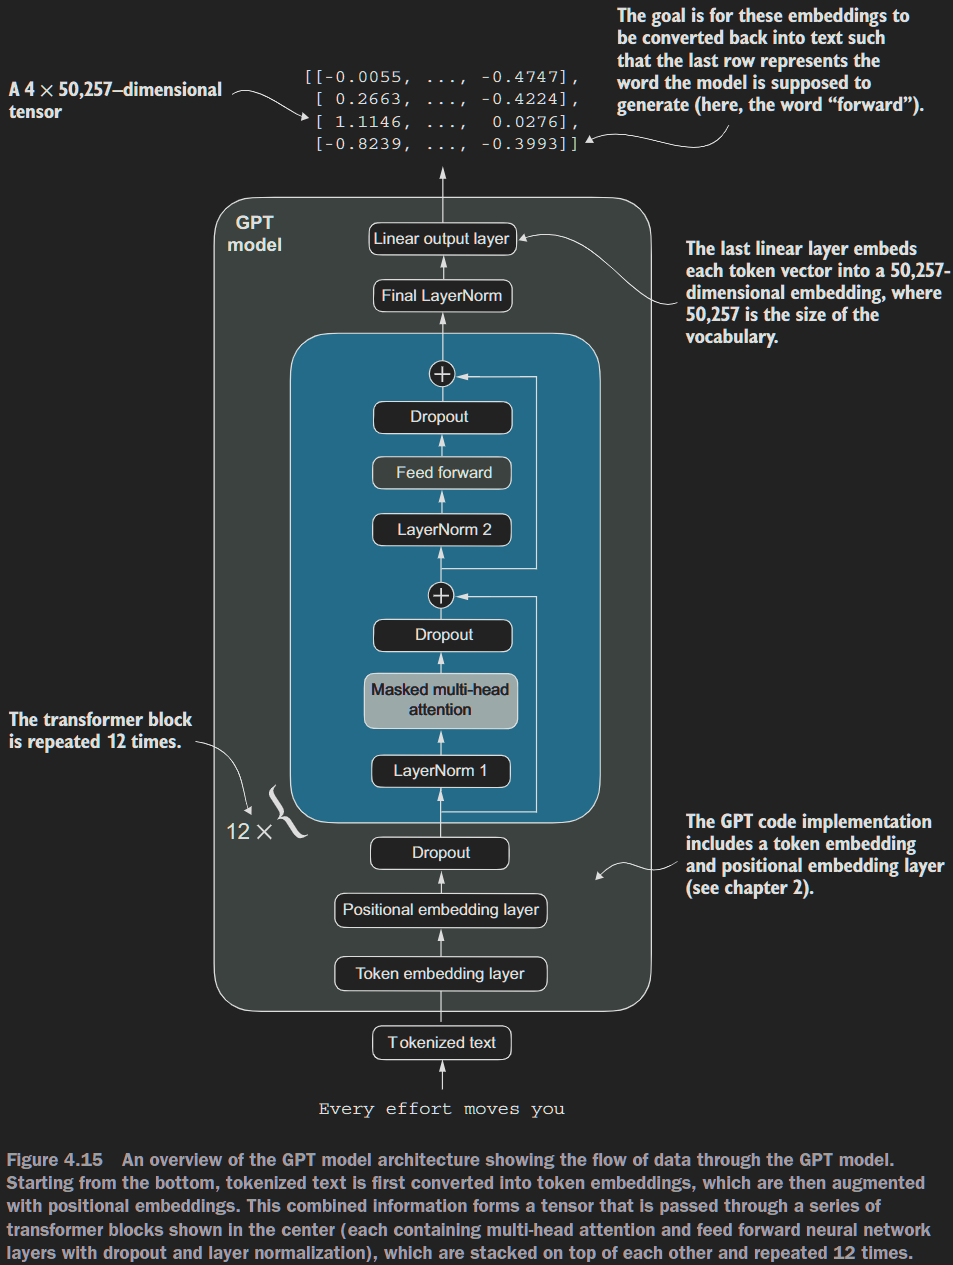 The goal is for these embeddings to
be converted back into text such
that the last row represents the
word the model is supposed to
generate (here, the word “forward”).
A 4 × 50,257–dimensional
tensor
[[-0.0055, ..., -0.4747],
[ 0.2663, ..., -0.4224],
[ 1.1146, ..., 0.0276],
[-0.8239, ..., -0.3993]]
GPT
model
Linear output layer
The last linear layer embeds
each token vector into a 50,257-
dimensional embedding, where
50,257 is the size of the
vocabulary.
Final LayerNorm
+
Dropout
Feed forward
LayerNorm 2
+
Dropout
Masked multi-head
attention
LayerNorm 1
The transformer block
is repeated 12 times.
12 ×
{
Dropout
The GPT code implementation
includes a token embedding
and positional embedding layer
(see chapter 2).
Positional embedding layer
Token embedding layer
Tokenized text
Every effort moves you
Figure 4.15 An overview of the GPT model architecture showing the flow of data through the GPT model.
Starting from the bottom, tokenized text is first converted into token embeddings, which are then augmented
with positional embeddings. This combined information forms a tensor that is passed through a series of
transformer blocks shown in the center (each containing multi-head attention and feed forward neural network
layers with dropout and layer normalization), which are stacked on top of each other and repeated 12 times.